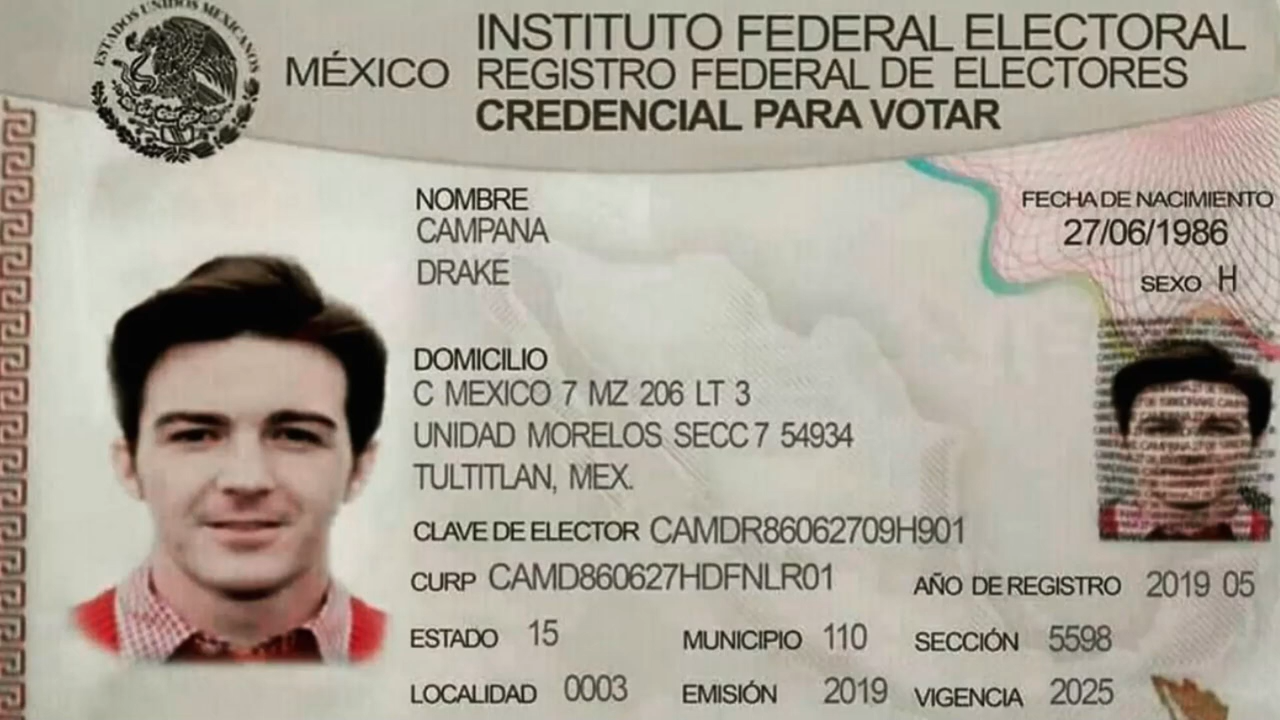 ESTADOS UNIDOS MEXICANOS
MÉXICO
INSTITUTO FEDERAL ELECTORAL
REGISTRO FEDERAL DE ELECTORES
CREDENCIAL PARA VOTAR
NOMBRE
CAMPANA
DRAKE
FECHA DE NACIMIENTO
27/06/1986
SEXO H
DOMICILIO
C MEXICO 7 MZ 206 LT 3
UNIDAD MORELOS SECC 7 54934
TULTITLAN, MEX.
CLAVE DE ELECTOR CAMDR86062709H901
CURP CAMD860627HDFNLR01
AÑO DE REGISTRO 2019 05
ESTADO 15
MUNICIPIO 110
SECCIÓN 5598
LOCALIDAD 0003
EMISIÓN 2019
VIGENCIA 2025